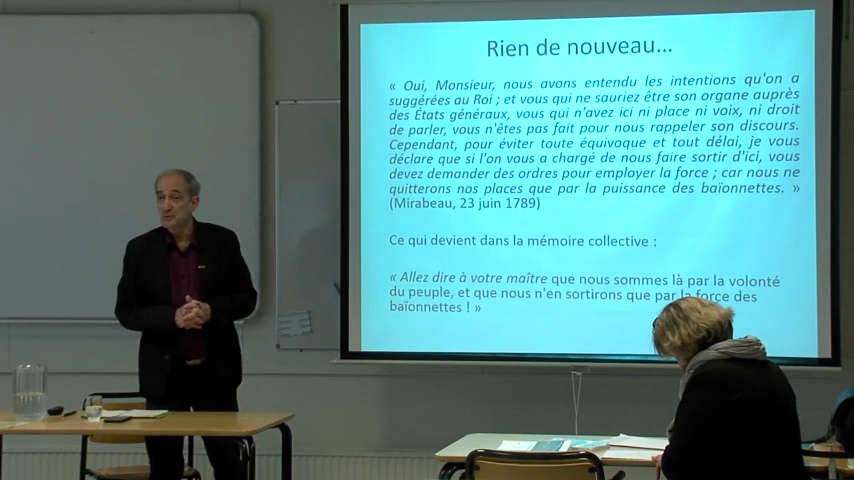 Rien de nouveau...
« Oui, Monsieur, nous avons entendu les intentions qu'on a
suggérées au Roi ; et vous qui ne sauriez être son organe auprès
des États généraux, vous qui n'avez ici ni place ni voix, ni droit
de parler, vous n'êtes pas fait pour nous rappeler son discours.
Cependant, pour éviter toute équivoque et tout délai, je vous
déclare que si l'on vous a chargé de nous faire sortir d'ici, vous
devez demander des ordres pour employer la force ; car nous ne
quitterons nos places que par la puissance des baïonnettes. »
(Mirabeau, 23 juin 1789)
Ce qui devient dans la mémoire collective :
« Allez dire à votre maître que nous sommes là par la volonté
du peuple, et que nous n'en sortirons que par la force des
baïonnettes ! »